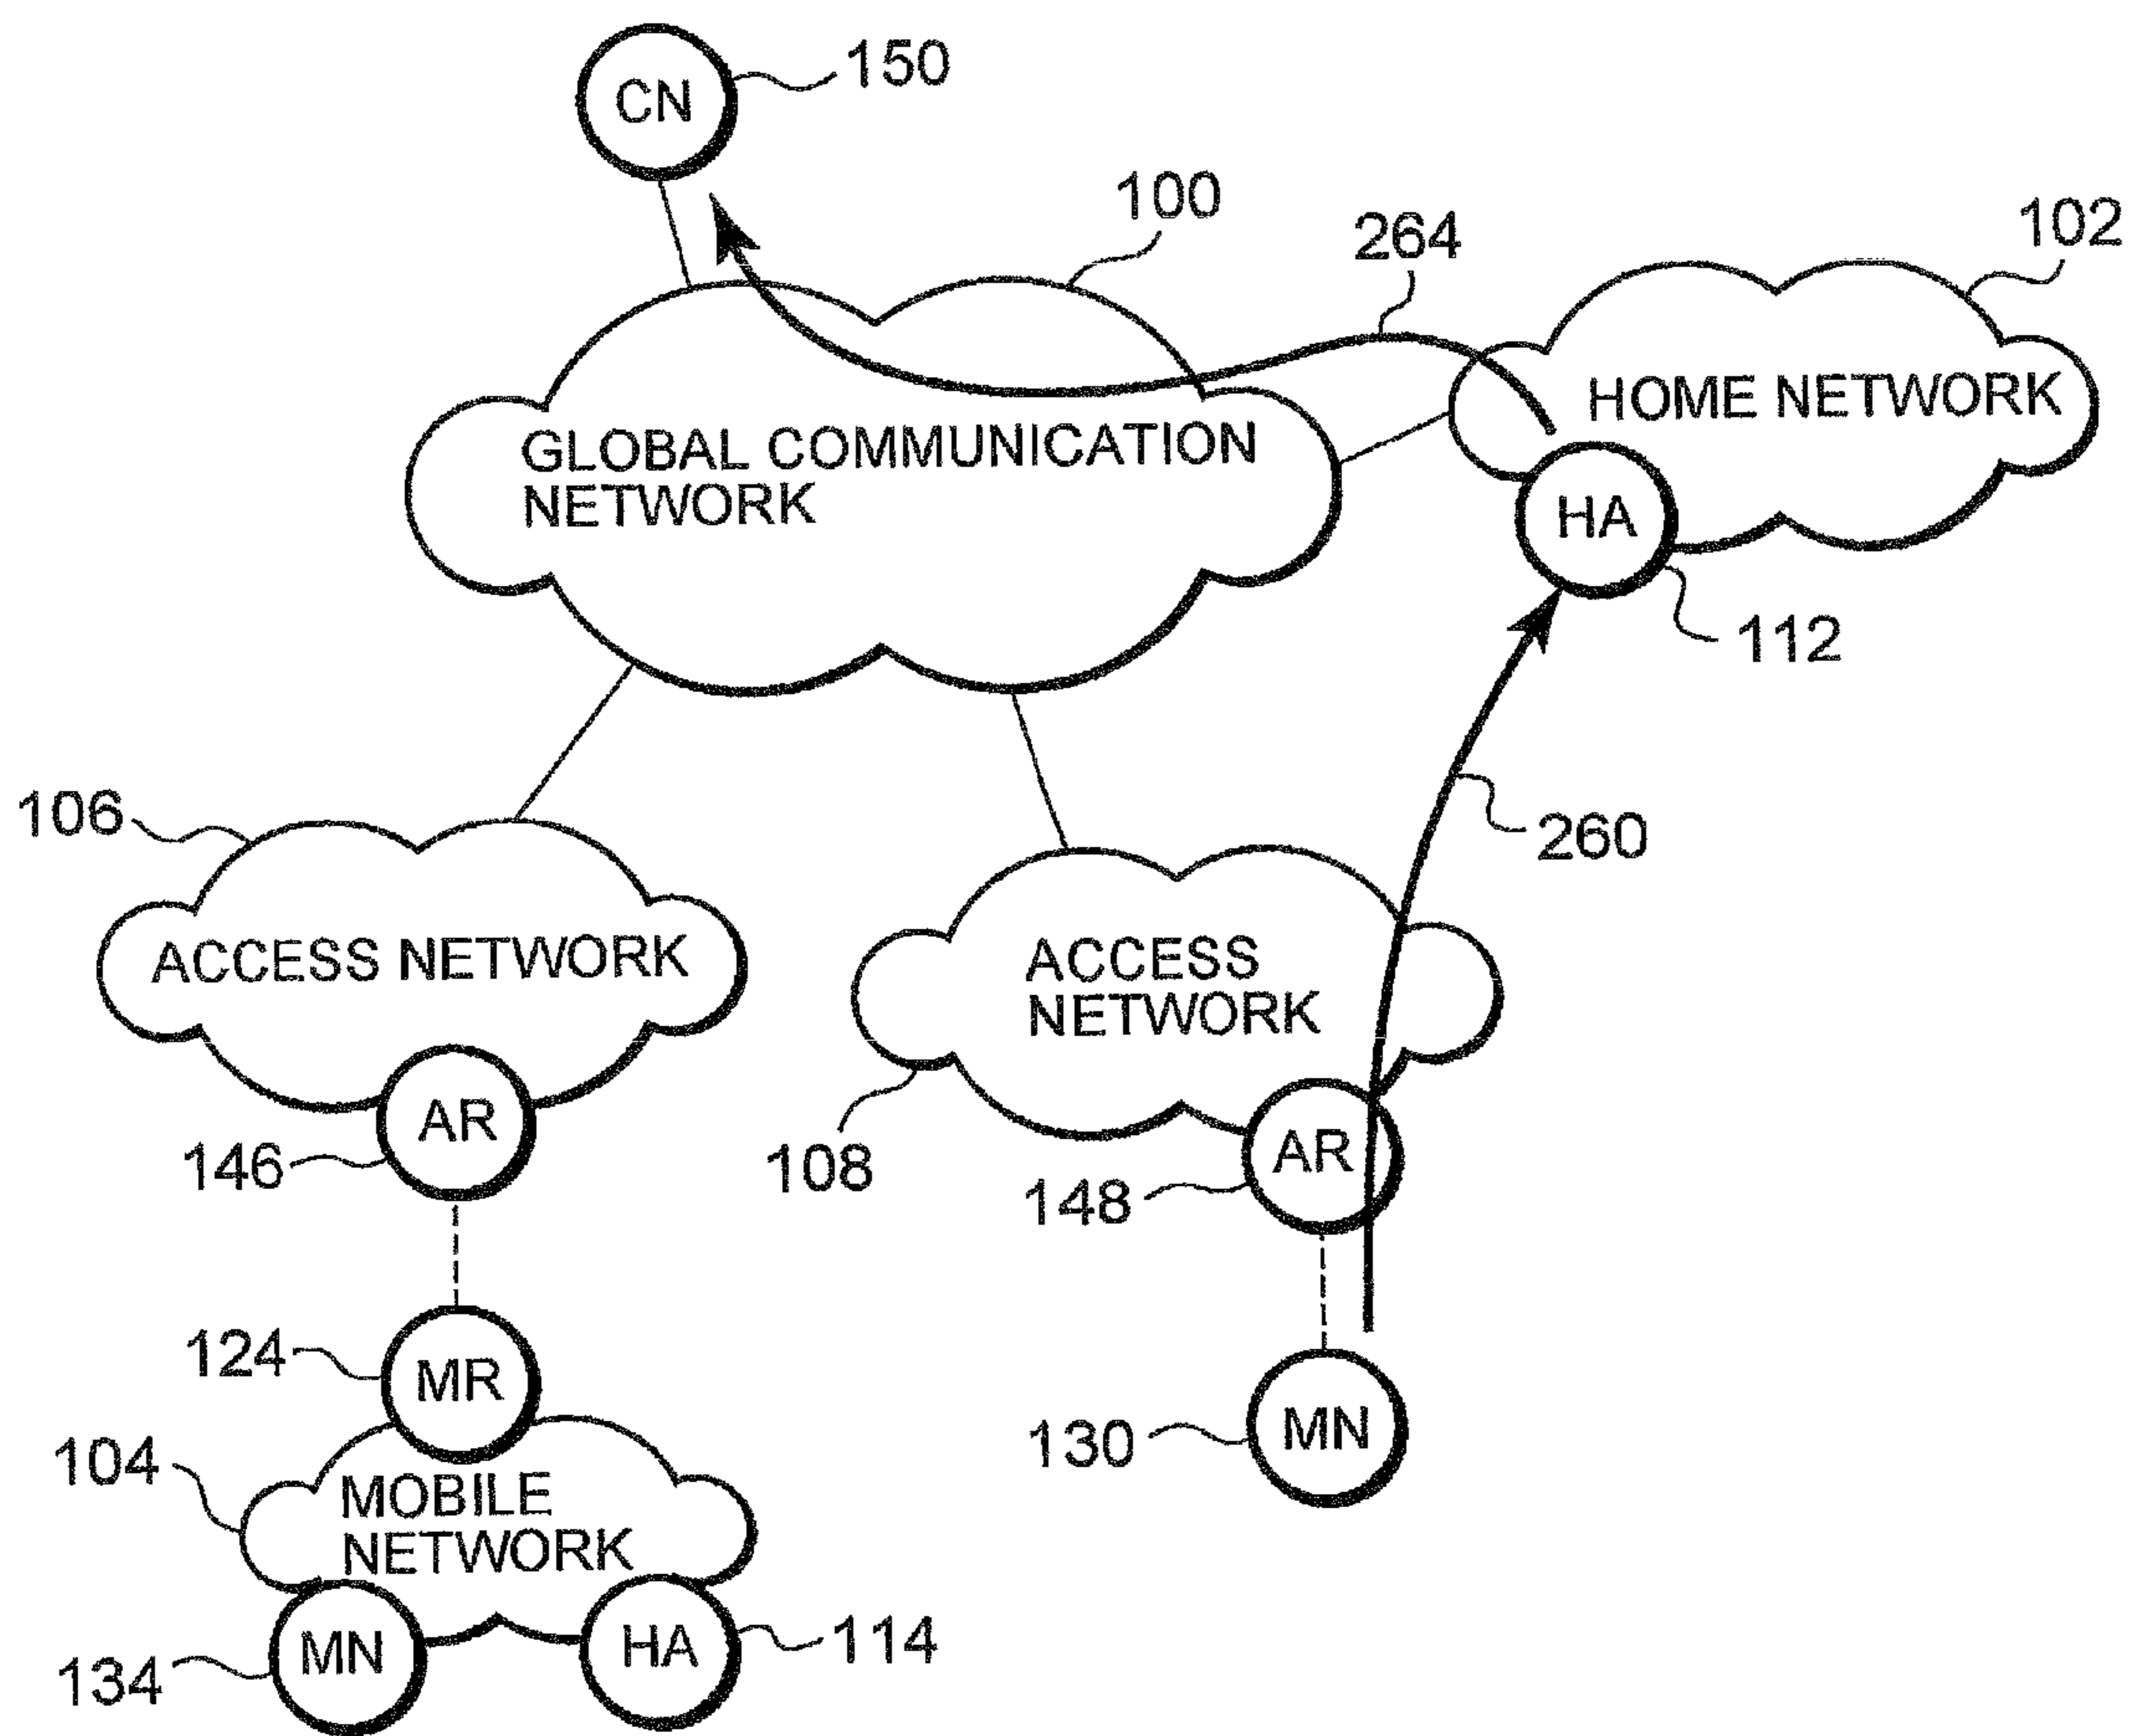 CN
150
100
264
102
HOME NETWORK
GLOBAL COMMUNICATION
NETWORK
HA
112
106
260
ACCESS NETWORK
ACCESS
NETWORK
AR
146
108
AR
148
124
MR
130
MN
104
MOBILE
NETWORK
MN
HA
114
134